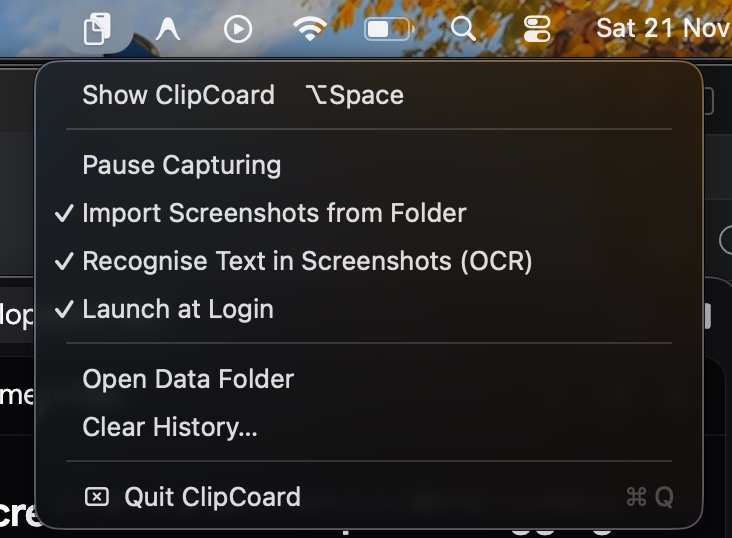 Sat 21 Nov
Show ClipCoard ⌥Space
Pause Capturing
✓ Import Screenshots from Folder
✓ Recognise Text in Screenshots (OCR)
✓ Launch at Login
Open Data Folder
Clear History...
Quit ClipCoard ⌘ Q